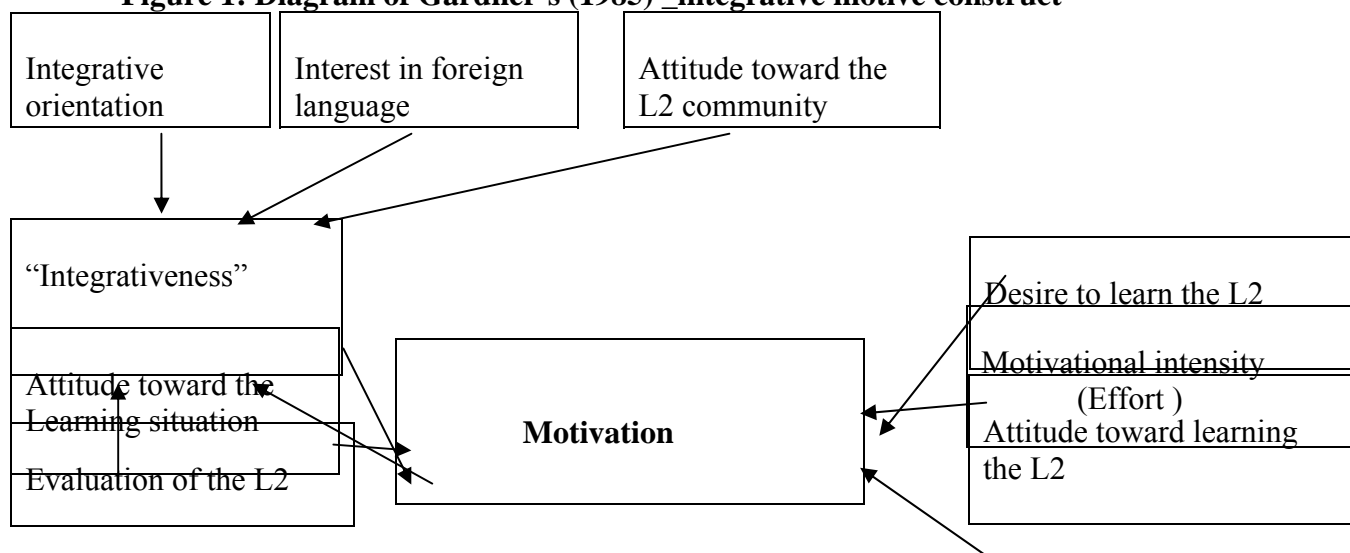 Figure 1: Diagram of Gardner's (1985) _integrative motive construct
Integrative
orientation
Interest in foreign
language
Attitude toward the
L2 community
“Integrativeness”
Attitude toward the
Learning situation
Evaluation of the L2
Motivation
Desire to learn the L2
Motivational intensity
(Effort )
Attitude toward learning
the L2